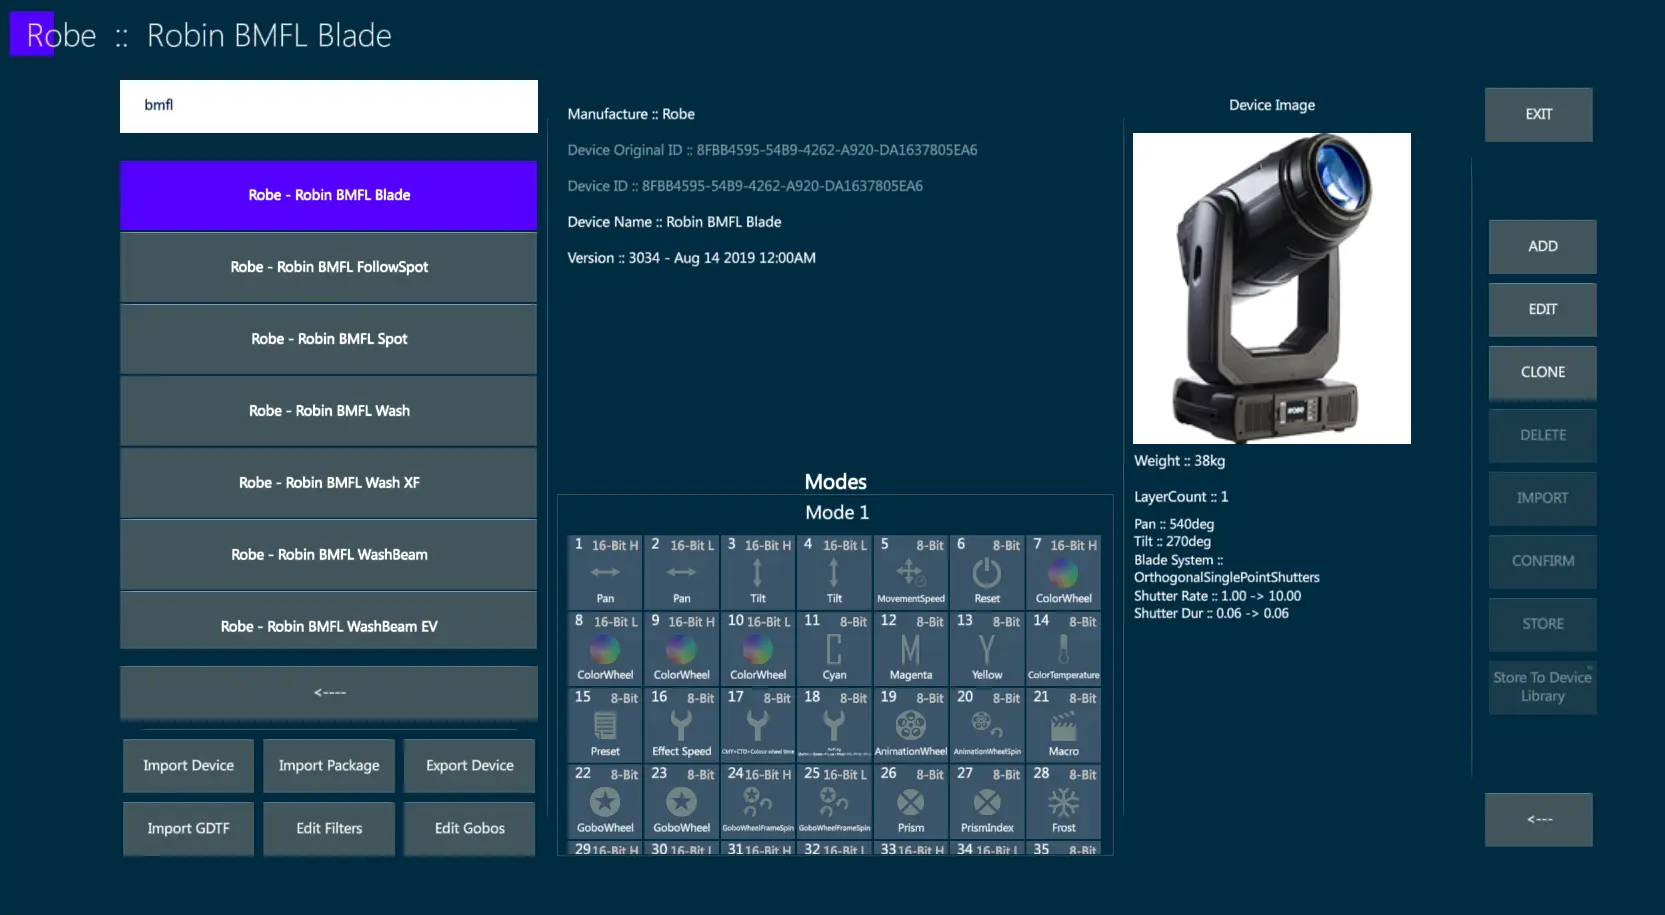 Robe :: Robin BMFL Blade
bmfl
Robe - Robin BMFL Blade
Robe - Robin BMFL FollowSpot
Robe - Robin BMFL Spot
Robe - Robin BMFL Wash
Robe - Robin BMFL Wash XF
Robe - Robin BMFL WashBeam
Robe - Robin BMFL WashBeam EV
<----
Import Device Import Package Export Device
Import GDTF Edit Filters Edit Gobos
Manufacture :: Robe
Device Original ID :: 8FBB4595-54B9-4262-A920-DA1637805EA6
Device ID :: 8FBB4595-54B9-4262-A920-DA1637805EA6
Device Name :: Robin BMFL Blade
Version :: 3034 - Aug 14 2019 12:00AM
Modes
Mode 1
1 16-Bit H 2 16-Bit L 3 16-Bit H 4 16-Bit L 5 8-Bit 6 8-Bit 7 16-Bit H
Pan Pan Tilt Tilt MovementSpeed Reset ColorWheel
8 16-Bit L 9 16-Bit H 10 16-Bit L 11 8-Bit 12 8-Bit 13 8-Bit 14 8-Bit
C M Y
ColorWheel ColorWheel ColorWheel Cyan Magenta Yellow ColorTemperature
15 8-Bit 16 8-Bit 17 8-Bit 18 8-Bit 19 8-Bit 20 8-Bit 21 8-Bit
Preset Effect Speed CMY+CTO+Colour wheel time AnimationWheel AnimationWheelSpin Macro
22 8-Bit 23 8-Bit 24 16-Bit H 25 16-Bit L 26 8-Bit 27 8-Bit 28 8-Bit
GoboWheel GoboWheel GoboWheelFrameSpin GoboWheelFrameSpin Prism PrismIndex Frost
29 16-Bit H 30 16-Bit L 31 16-Bit H 32 16-Bit L 33 16-Bit H 34 16-Bit L 35 8-Bit
Device Image
ROBE
Weight :: 38kg
LayerCount :: 1
Pan :: 540deg
Tilt :: 270deg
Blade System ::
OrthogonalSinglePointShutters
Shutter Rate :: 1.00 -> 10.00
Shutter Dur :: 0.06 -> 0.06
EXIT
ADD
EDIT
CLONE
DELETE
IMPORT
CONFIRM
STORE
Store To Device
Library
<---